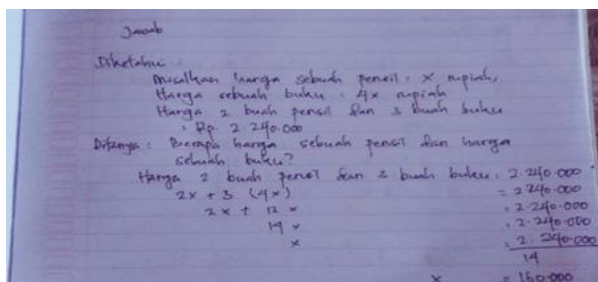 Jawab
Diketahui :
misalkan harga sebuah pensil : x rupiah,
Harga sebuah buku : 4x rupiah
Harga 2 buah pensil dan 3 buah buku
: Rp. 2.240.000
Ditanya : Berapa harga sebuah pensil dan harga
sebuah buku?
Harga 2 buah pensil dan 3 buah buku : 2.240.000
2x + 3 (4x) = 2.240.000
2x + 12 x = 2.240.000
14 x = 2.240.000
x = 2.240.000
14
x = 160.000